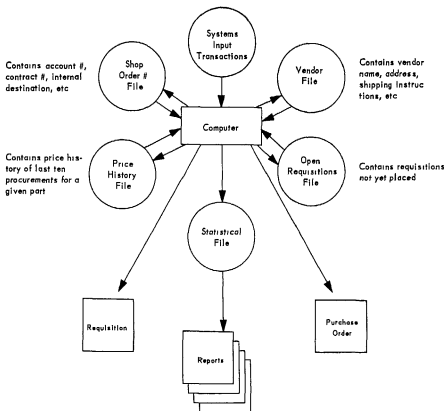 Systems
Input
Transactions
Contains account #,
contract #, internal
destination, etc
Shop
Order #
File
Vendor
File
Contains vendor
name, address,
shipping instruc
tions, etc
Computer
Contains price his-
tory of last ten
procurements for a
given part
Price
History
File
Open
Requisitions
File
Contains requisitions
not yet placed
Statistical
File
Requisition
Purchase
Order
Reports